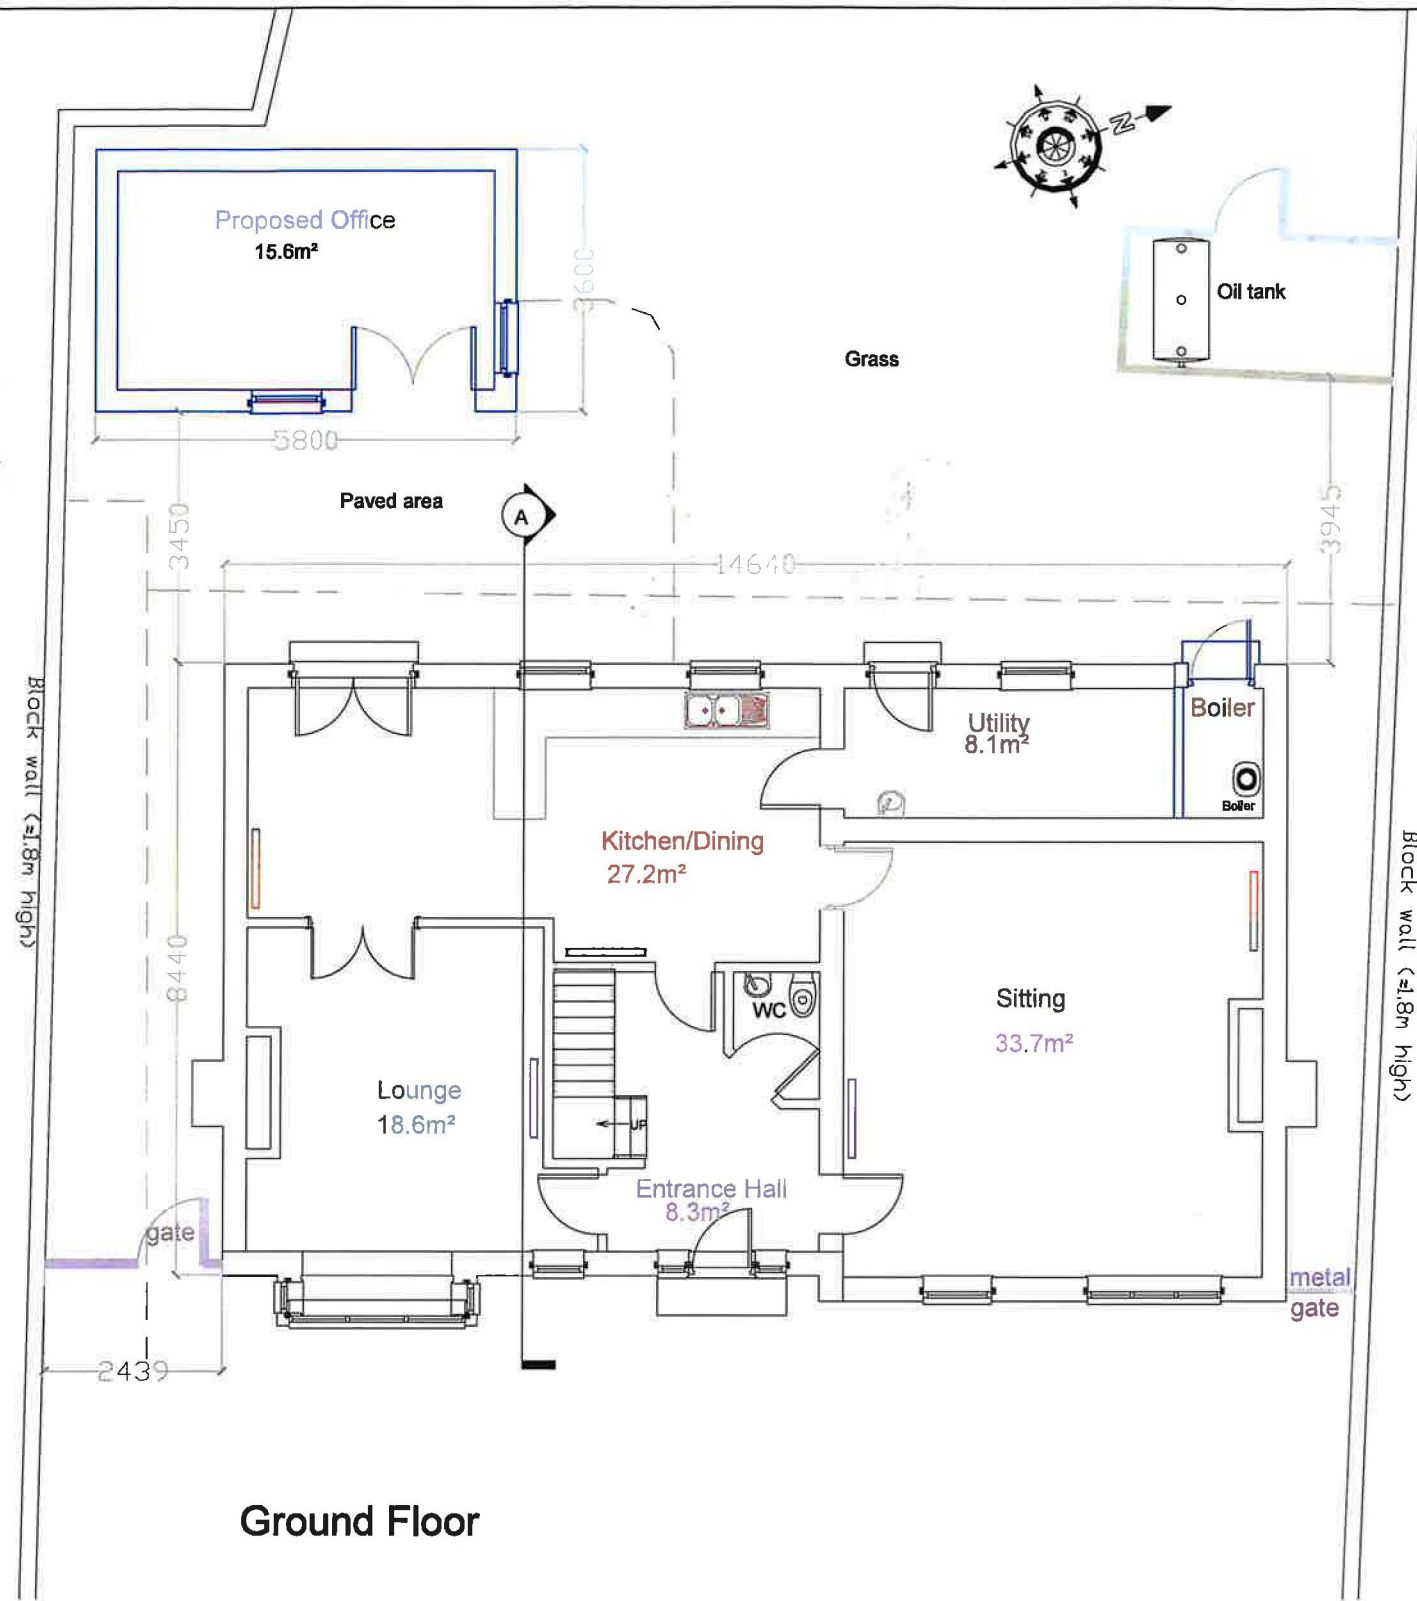 N
Proposed Office
15.6m²
3600
Oil tank
Grass
5800
Paved area
A
3450
14640
3945
Block wall (≈1.8m high)
Utility
8.1m²
Boiler
Boiler
Kitchen/Dining
27.2m²
Block wall (≈1.8m high)
8440
WC
Sitting
33.7m²
Lounge
18.6m²
UP
Entrance Hall
8.3m²
gate
metal
gate
2439
Ground Floor